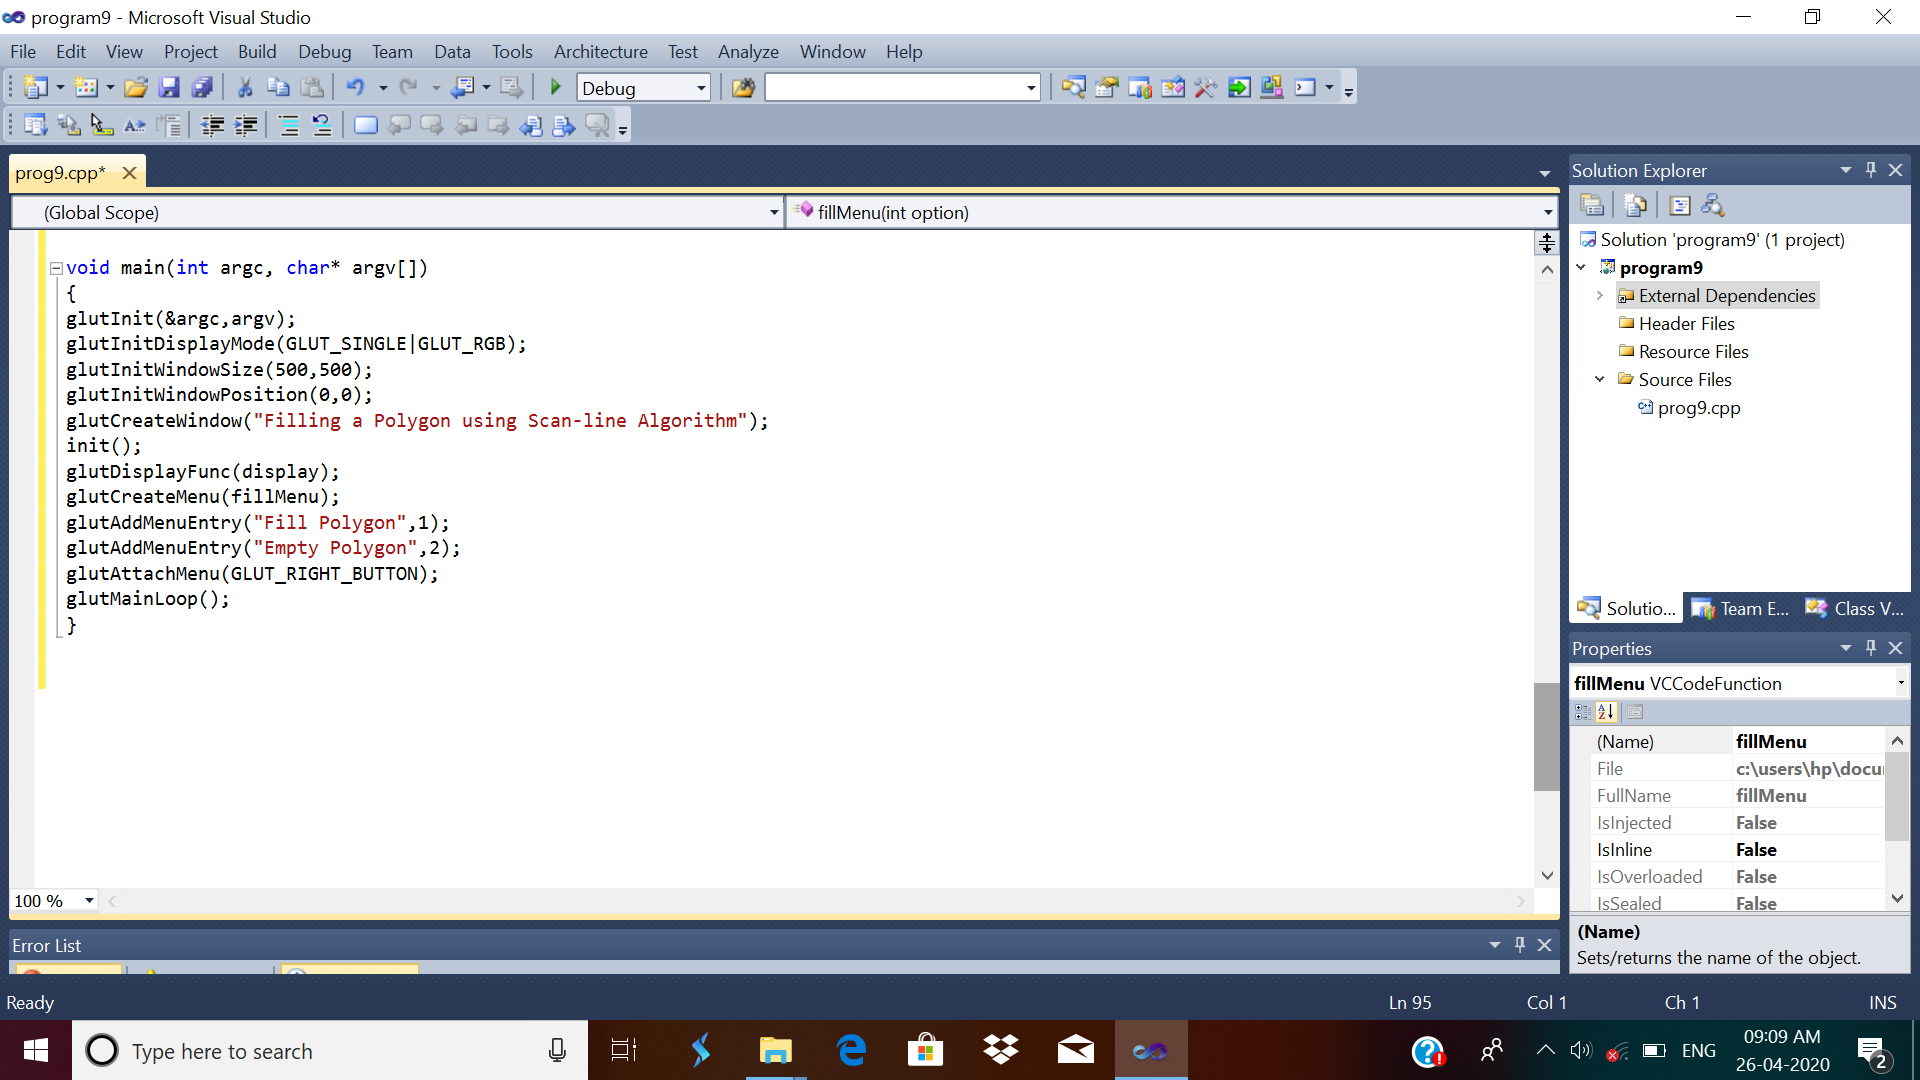 program9 - Microsoft Visual Studio
File Edit View Project Build Debug Team Data Tools Architecture Test Analyze Window Help
Debug
prog9.cpp*
(Global Scope)
fillMenu(int option)
void main(int argc, char* argv[])
{
glutInit(&argc,argv);
glutInitDisplayMode(GLUT_SINGLE|GLUT_RGB);
glutInitWindowSize(500,500);
glutInitWindowPosition(0,0);
glutCreateWindow("Filling a Polygon using Scan-line Algorithm");
init();
glutDisplayFunc(display);
glutCreateMenu(fillMenu);
glutAddMenuEntry("Fill Polygon",1);
glutAddMenuEntry("Empty Polygon",2);
glutAttachMenu(GLUT_RIGHT_BUTTON);
glutMainLoop();
}
100 %
Solution Explorer
Solution 'program9' (1 project)
program9
External Dependencies
Header Files
Resource Files
Source Files
prog9.cpp
Solutio... Team E... Class V...
Properties
fillMenu VCCodeFunction
(Name) fillMenu
File c:\users\hp\docu
FullName fillMenu
IsInjected False
IsInline False
IsOverloaded False
IsSealed False
(Name)
Sets/returns the name of the object.
Error List
Ready
Ln 95 Col 1 Ch 1 INS
Type here to search
ENG
09:09 AM
26-04-2020
2